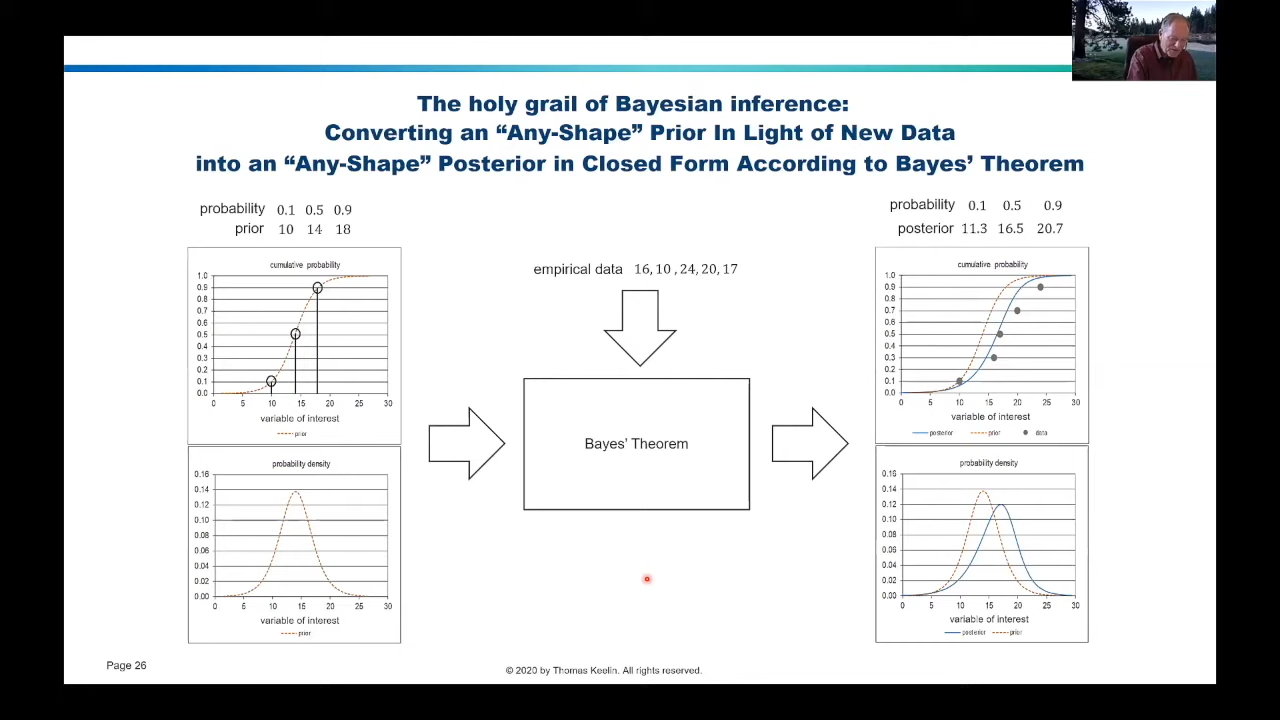 The holy grail of Bayesian inference:
Converting an “Any-Shape” Prior In Light of New Data
into an “Any-Shape” Posterior in Closed Form According to Bayes’ Theorem
probability 0.1 0.5 0.9
prior 10 14 18
cumulative probability
1.0
0.9
0.8
0.7
0.6
0.5
0.4
0.3
0.2
0.1
0.0
0 5 10 15 20 25 30
variable of interest
prior
probability density
0.16
0.14
0.12
0.10
0.08
0.06
0.04
0.02
0.00
0 5 10 15 20 25 30
variable of interest
prior
empirical data 16, 10 , 24, 20, 17
Bayes’ Theorem
probability 0.1 0.5 0.9
posterior 11.3 16.5 20.7
cumulative probability
1.0
0.9
0.8
0.7
0.6
0.5
0.4
0.3
0.2
0.1
0.0
0 5 10 15 20 25 30
variable of interest
posterior prior data
probability density
0.16
0.14
0.12
0.10
0.08
0.06
0.04
0.02
0.00
0 5 10 15 20 25 30
variable of interest
posterior prior
Page 26
© 2020 by Thomas Keelin. All rights reserved.